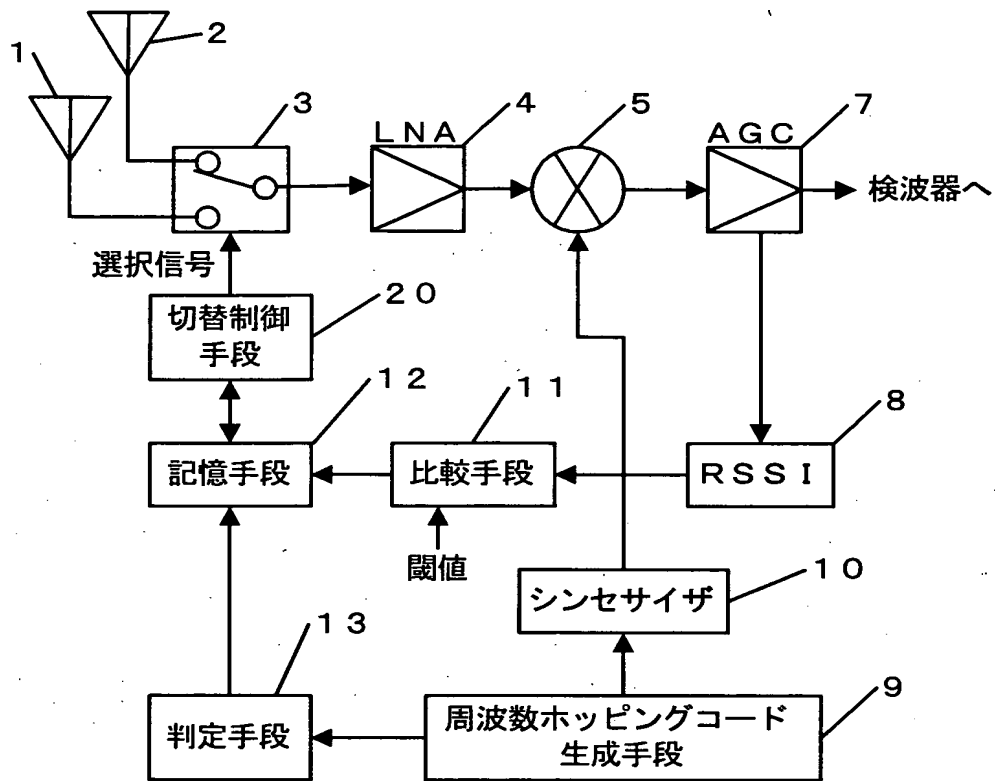 2
1
3
LNA
4
5
AGC
7
検波器へ
選択信号
20
切替制御
手段
12
11
8
記憶手段
比較手段
RSSI
閾値
10
シンセサイザ
13
9
判定手段
周波数ホッピングコード
生成手段